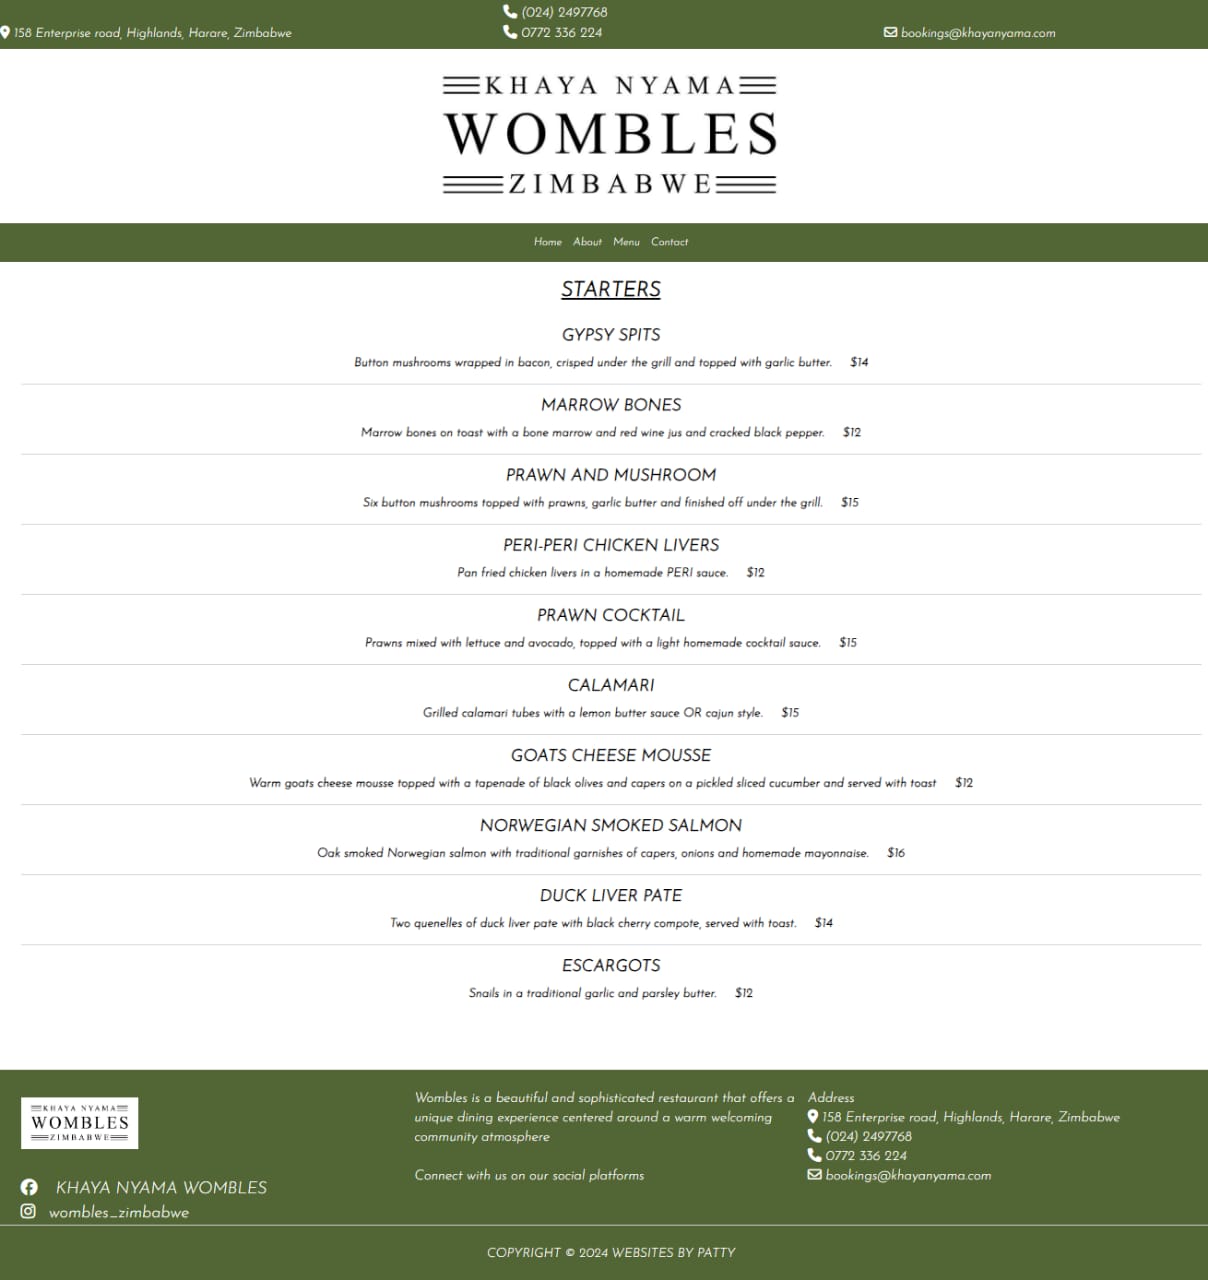 (024) 2497768
158 Enterprise road, Highlands, Harare, Zimbabwe
0772 336 224
bookings@khayanyama.com
KHAYA NYAMA
WOMBLES
ZIMBABWE
Home About Menu Contact
STARTERS
GYPSY SPITS
Button mushrooms wrapped in bacon, crisped under the grill and topped with garlic butter. $14
MARROW BONES
Marrow bones on toast with a bone marrow and red wine jus and cracked black pepper. $12
PRAWN AND MUSHROOM
Six button mushrooms topped with prawns, garlic butter and finished off under the grill. $15
PERI-PERI CHICKEN LIVERS
Pan fried chicken livers in a homemade PERI sauce. $12
PRAWN COCKTAIL
Prawns mixed with lettuce and avocado, topped with a light homemade cocktail sauce. $15
CALAMARI
Grilled calamari tubes with a lemon butter sauce OR cajun style. $15
GOATS CHEESE MOUSSE
Warm goats cheese mousse topped with a tapenade of black olives and capers on a pickled sliced cucumber and served with toast $12
NORWEGIAN SMOKED SALMON
Oak smoked Norwegian salmon with traditional garnishes of capers, onions and homemade mayonnaise. $16
DUCK LIVER PATE
Two quenelles of duck liver pate with black cherry compote, served with toast. $14
ESCARGOTS
Snails in a traditional garlic and parsley butter. $12
KHAYA NYAMA
WOMBLES
ZIMBABWE
KHAYA NYAMA WOMBLES
wombles_zimbabwe
Wombles is a beautiful and sophisticated restaurant that offers a
unique dining experience centered around a warm welcoming
community atmosphere
Connect with us on our social platforms
Address
158 Enterprise road, Highlands, Harare, Zimbabwe
(024) 2497768
0772 336 224
bookings@khayanyama.com
COPYRIGHT © 2024 WEBSITES BY PATTY